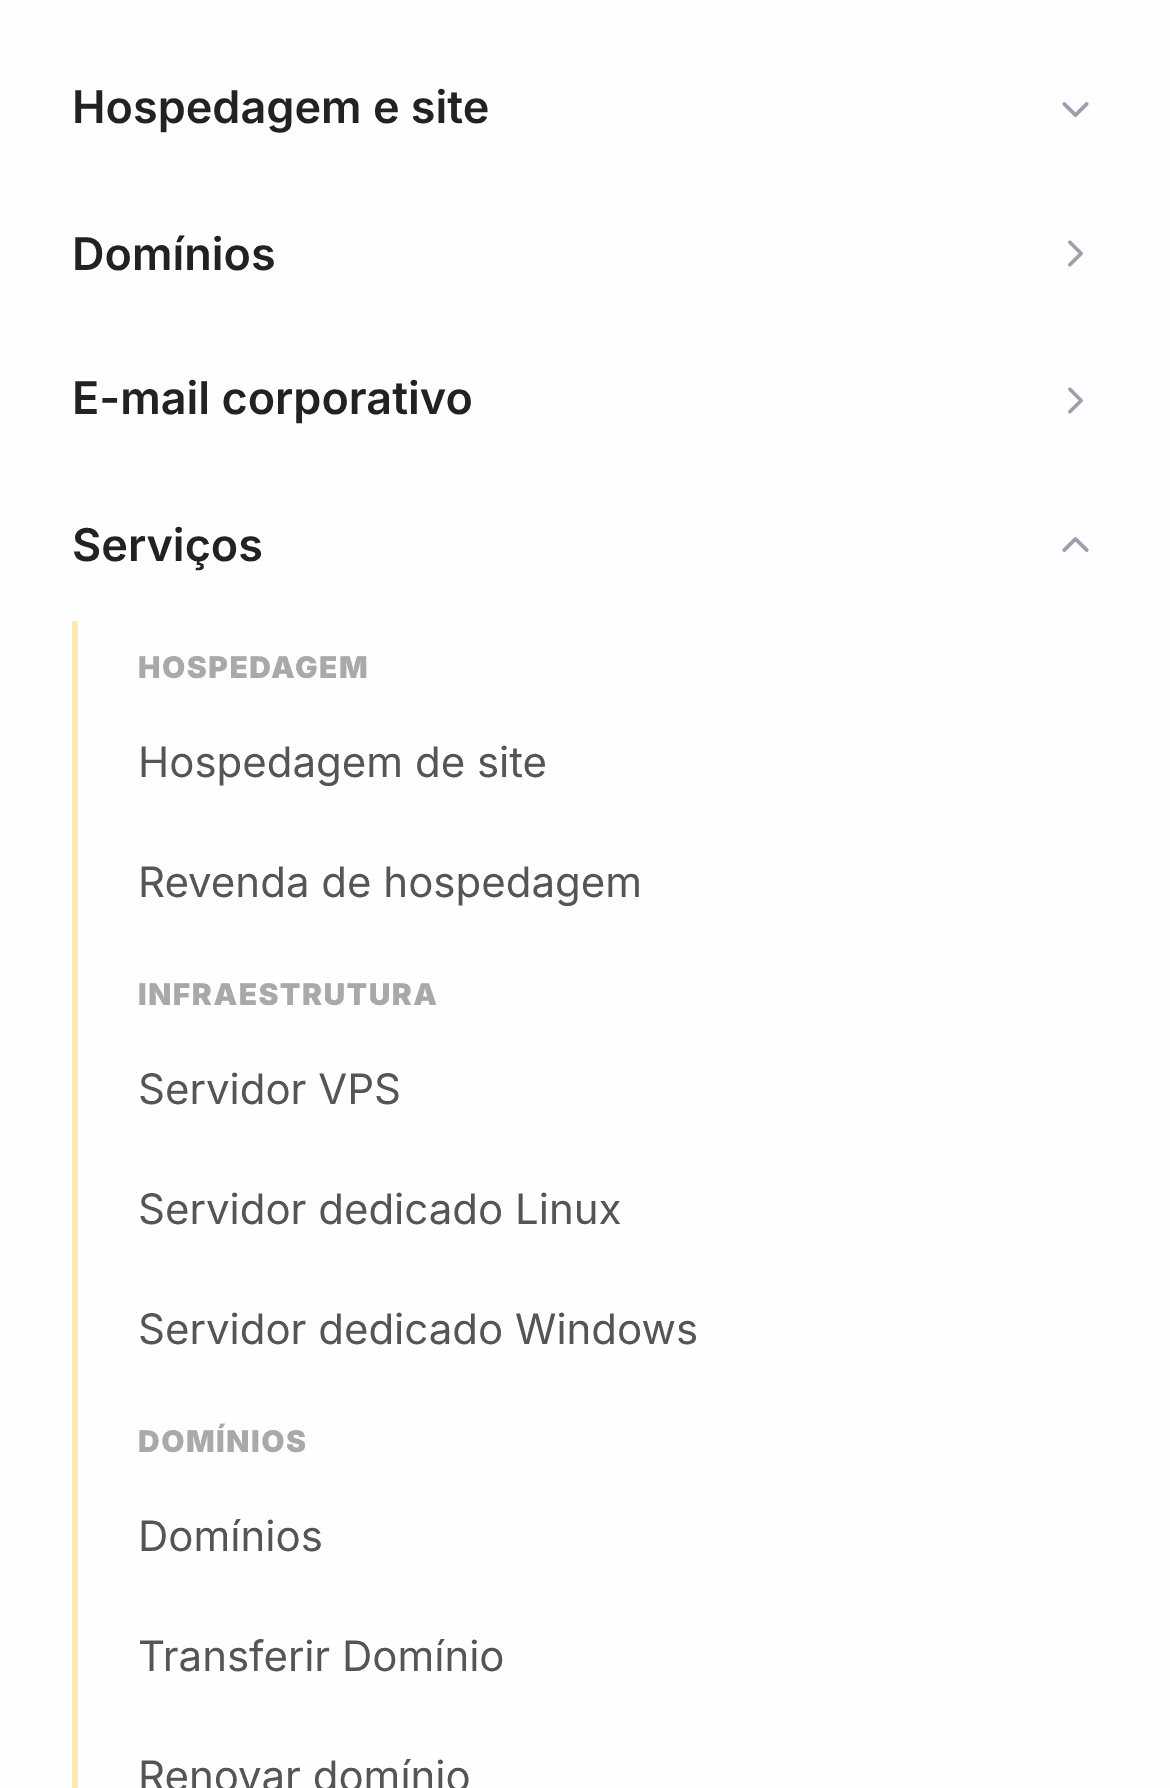 Hospedagem e site
Domínios
E-mail corporativo
Serviços
HOSPEDAGEM
Hospedagem de site
Revenda de hospedagem
INFRAESTRUTURA
Servidor VPS
Servidor dedicado Linux
Servidor dedicado Windows
DOMÍNIOS
Domínios
Transferir Domínio
Renovar domínio